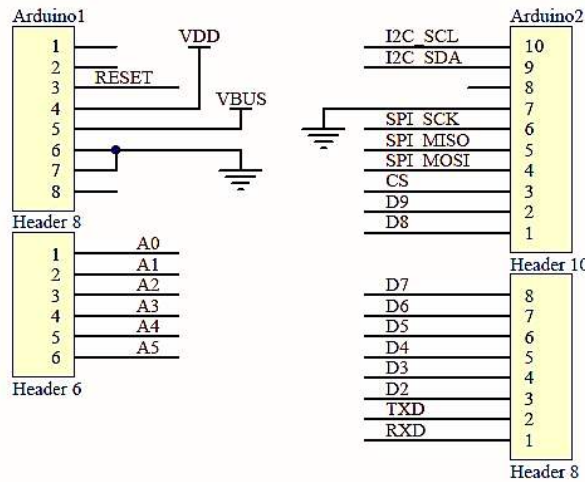 Arduino1
1
2
3 RESET
4 VDD
5 VBUS
6
7
8
Header 8
1 A0
2 A1
3 A2
4 A3
5 A4
6 A5
Header 6
Arduino2
I2C_SCL 10
I2C_SDA 9
8
7
SPI_SCK 6
SPI_MISO 5
SPI_MOSI 4
CS 3
D9 2
D8 1
Header 10
D7 8
D6 7
D5 6
D4 5
D3 4
D2 3
TXD 2
RXD 1
Header 8